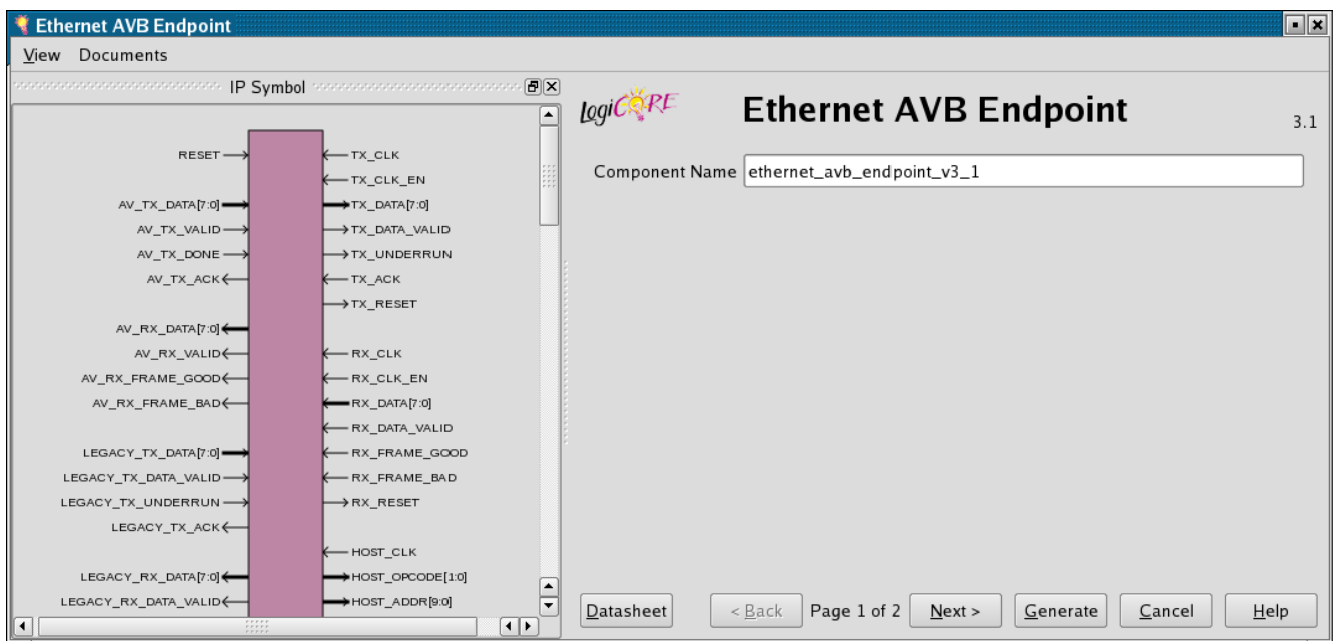 Ethernet AVB Endpoint
View Documents
IP Symbol
RESET
AV_TX_DATA[7:0]
AV_TX_VALID
AV_TX_DONE
AV_TX_ACK
AV_RX_DATA[7:0]
AV_RX_VALID
AV_RX_FRAME_GOOD
AV_RX_FRAME_BAD
LEGACY_TX_DATA[7:0]
LEGACY_TX_DATA_VALID
LEGACY_TX_UNDERRUN
LEGACY_TX_ACK
LEGACY_RX_DATA[7:0]
LEGACY_RX_DATA_VALID
TX_CLK
TX_CLK_EN
TX_DATA[7:0]
TX_DATA_VALID
TX_UNDERRUN
TX_ACK
TX_RESET
RX_CLK
RX_CLK_EN
RX_DATA[7:0]
RX_DATA_VALID
RX_FRAME_GOOD
RX_FRAME_BAD
RX_RESET
HOST_CLK
HOST_OPCODE[1:0]
HOST_ADDR[9:0]
LogiCORE
Ethernet AVB Endpoint
3.1
Component Name ethernet_avb_endpoint_v3_1
Datasheet < Back Page 1 of 2 Next > Generate Cancel Help